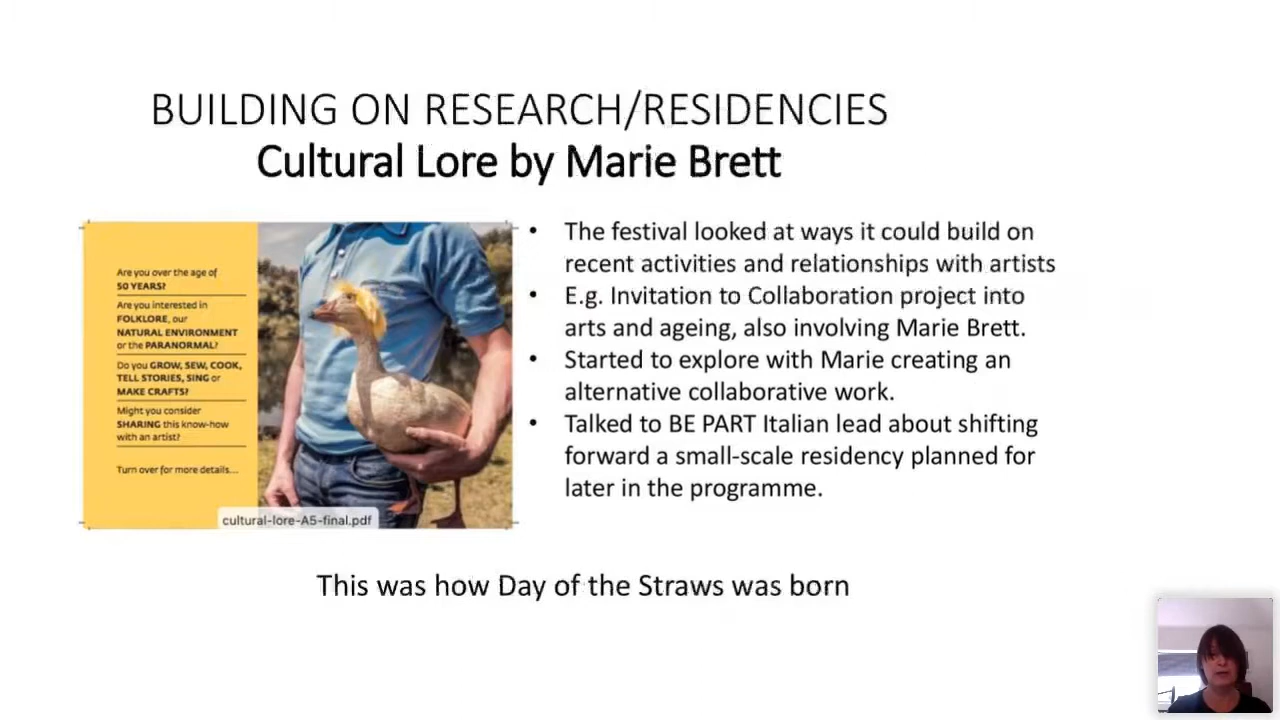 BUILDING ON RESEARCH/RESIDENCIES
Cultural Lore by Marie Brett
Are you over the age of
50 YEARS?
Are you interested in
FOLKLORE, our
NATURAL ENVIRONMENT
or the PARANORMAL?
Do you GROW, SEW, COOK,
TELL STORIES, SING or
MAKE CRAFTS?
Might you consider
SHARING this know-how
with an artist?
Turn over for more details...
cultural-lore-A5-final.pdf
• The festival looked at ways it could build on
recent activities and relationships with artists
• E.g. Invitation to Collaboration project into
arts and ageing, also involving Marie Brett.
• Started to explore with Marie creating an
alternative collaborative work.
• Talked to BE PART Italian lead about shifting
forward a small-scale residency planned for
later in the programme.
This was how Day of the Straws was born